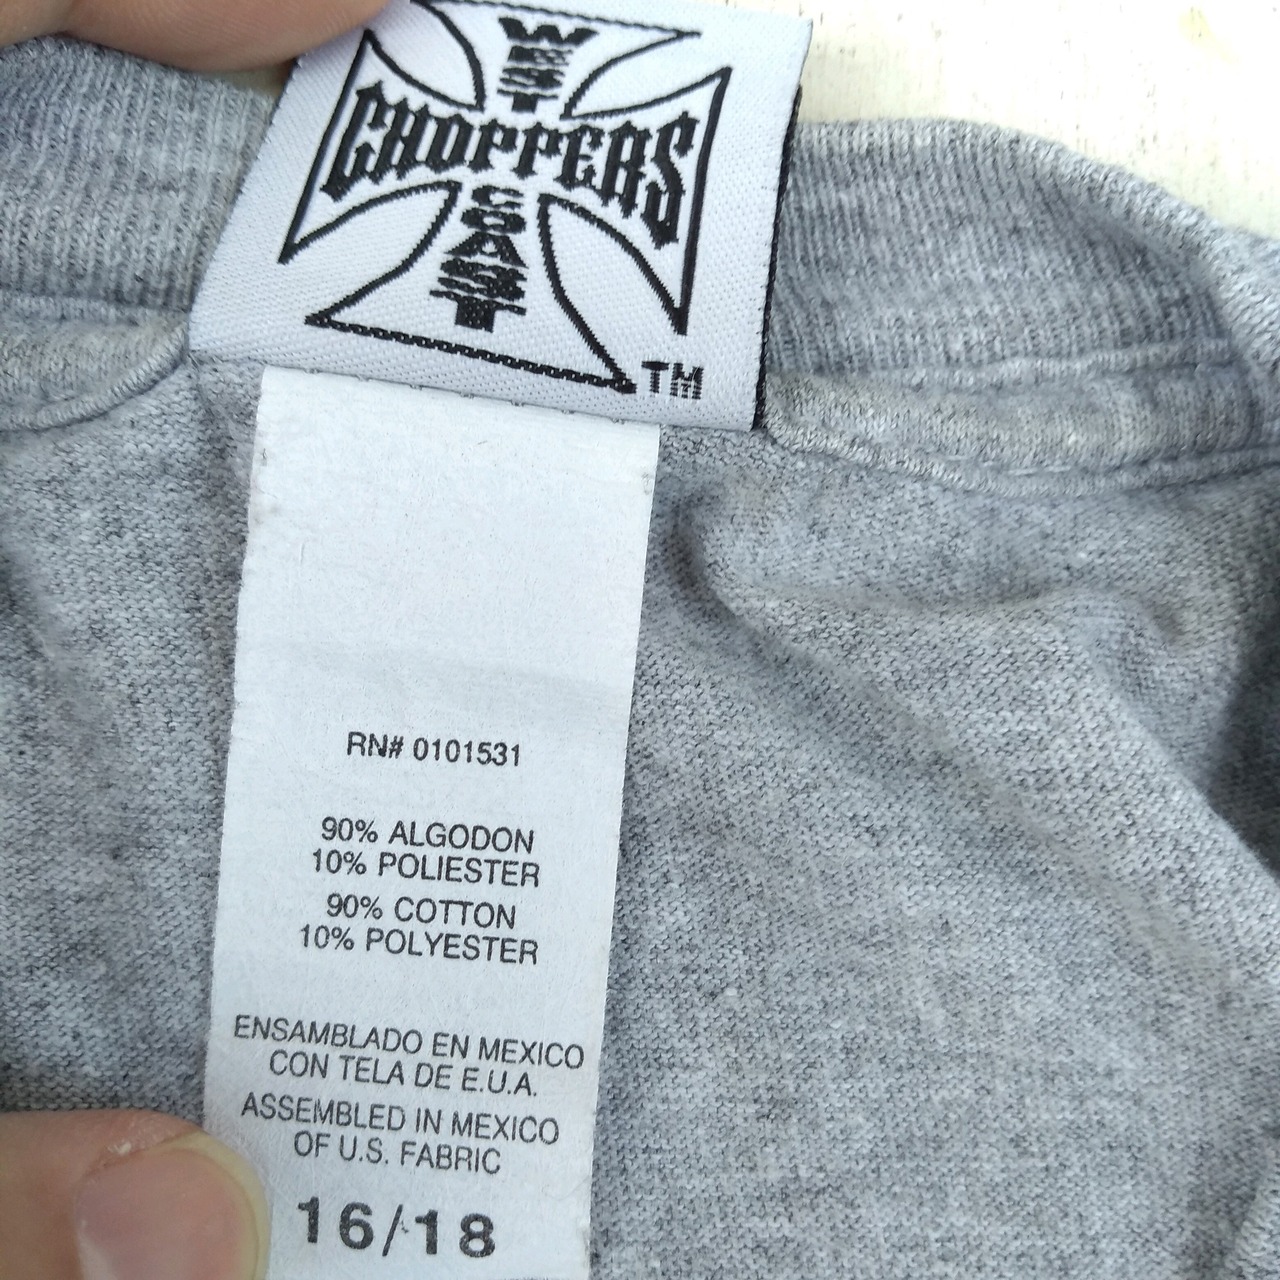 WEST
CHOPPERS
COAST
TM
RN# 0101531
90% ALGODON
10% POLIESTER
90% COTTON
10% POLYESTER
ENSAMBLADO EN MEXICO
CON TELA DE E.U.A.
ASSEMBLED IN MEXICO
OF U.S. FABRIC
16/18